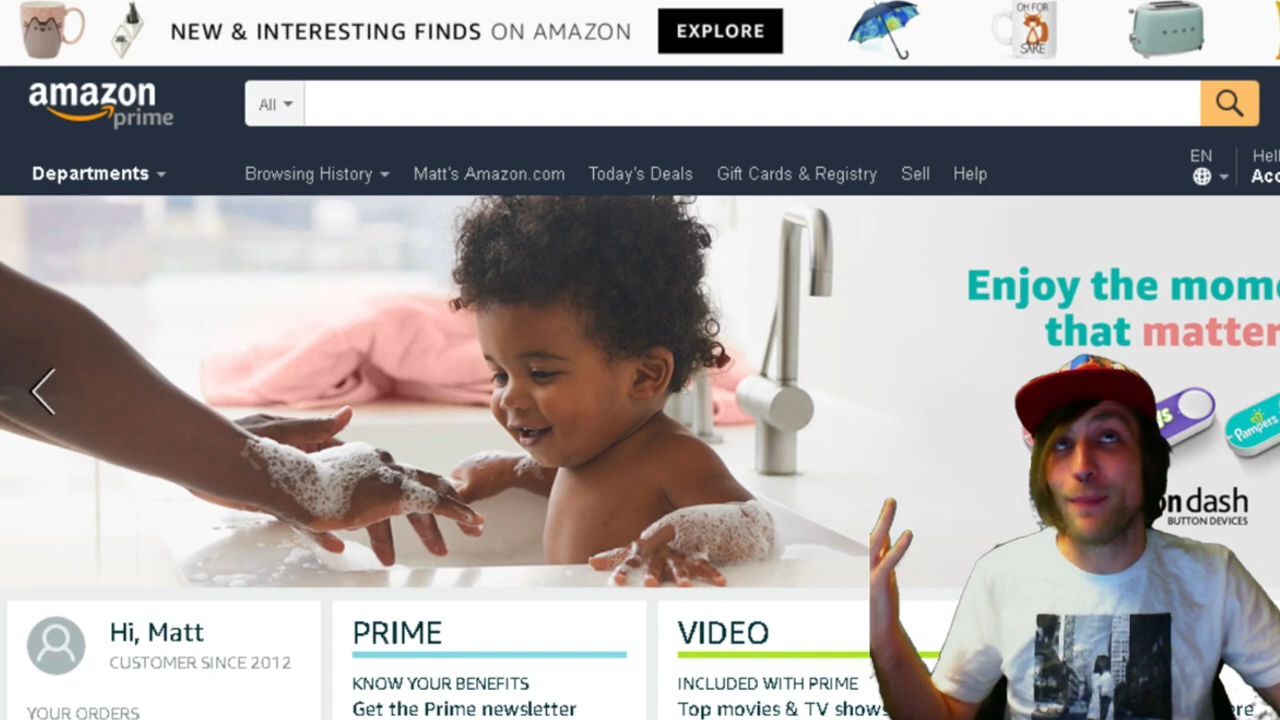 NEW & INTERESTING FINDS ON AMAZON
EXPLORE
OH FOR
SAKE
amazon
prime
All
Departments
Browsing History
Matt's Amazon.com
Today's Deals
Gift Cards & Registry
Sell
Help
EN
Enjoy the
that matter
Pampers
dash
BUTTON DEVICES
Hi, Matt
CUSTOMER SINCE 2012
YOUR ORDERS
PRIME
KNOW YOUR BENEFITS
Get the Prime newsletter
VIDEO
INCLUDED WITH PRIME
Top movies & TV shows